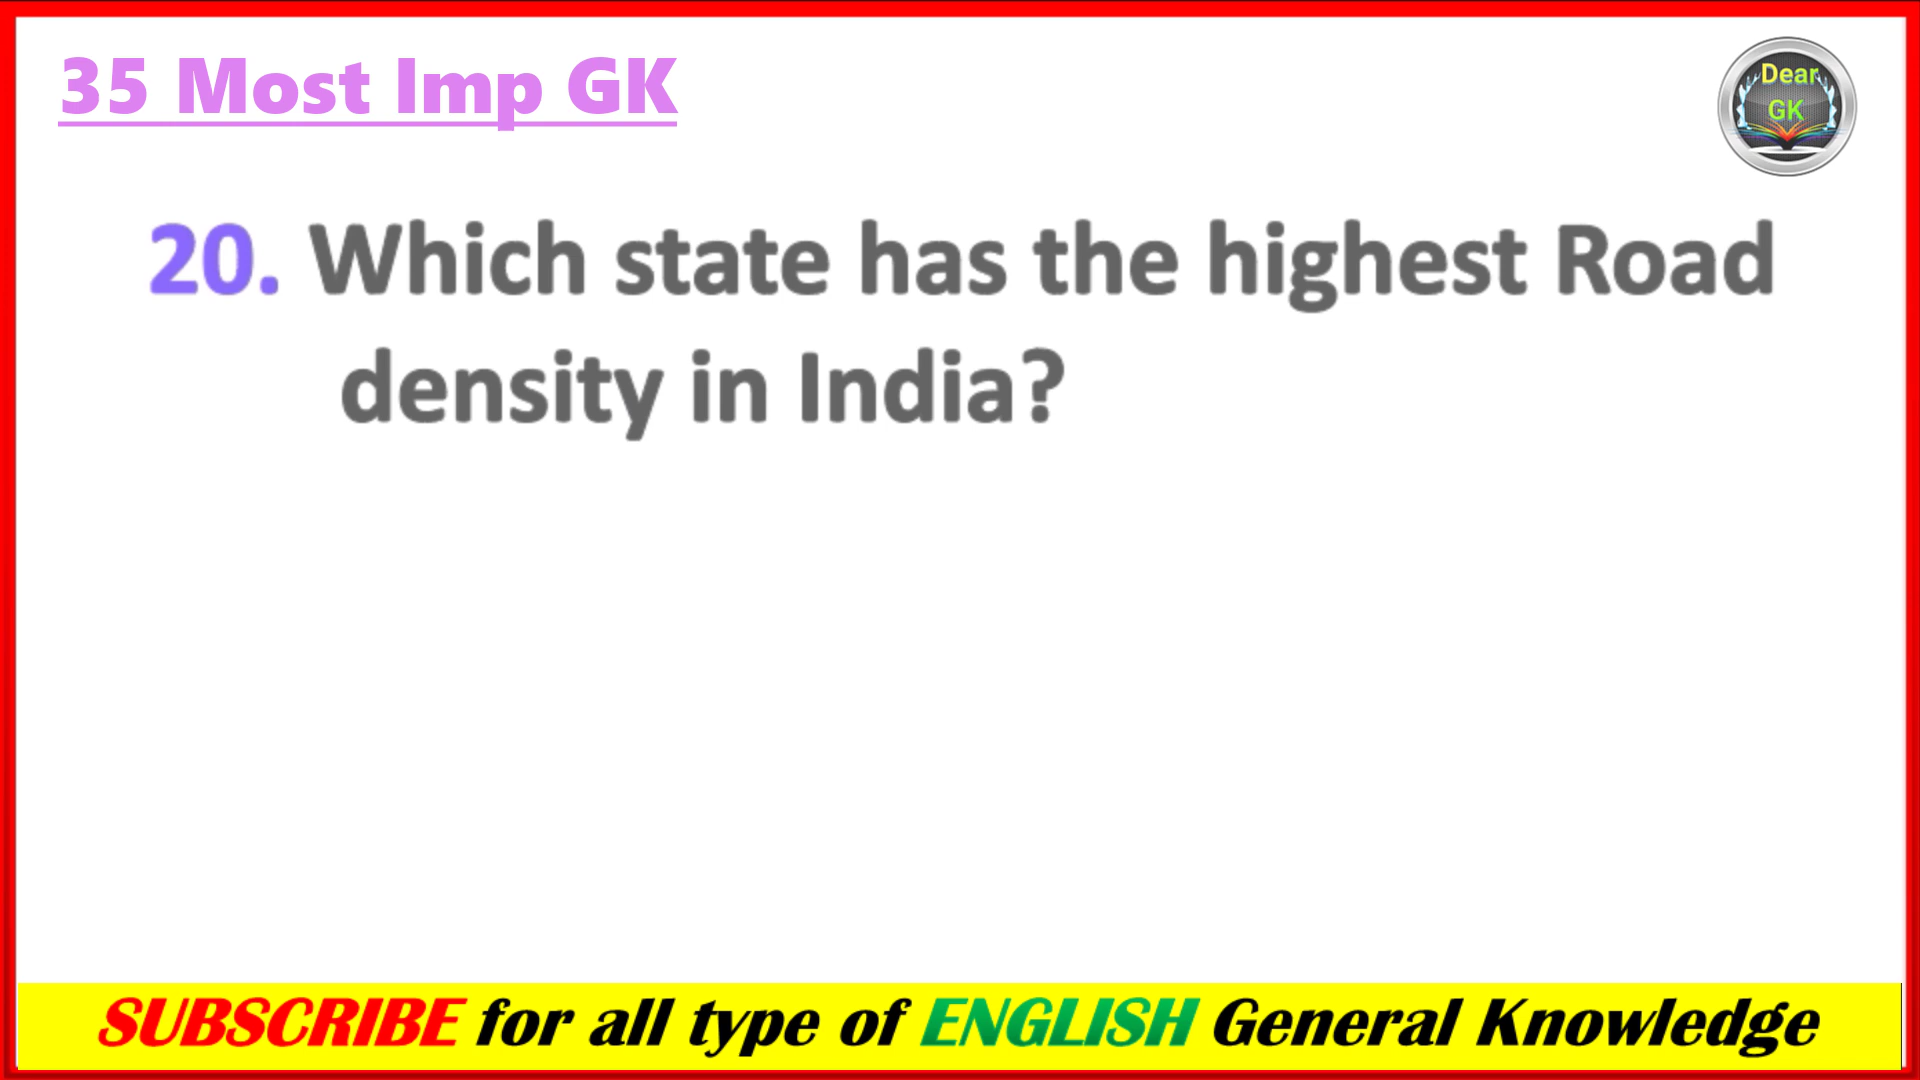 35 Most Imp GK
Dear
GK
20. Which state has the highest Road
density in India?
SUBSCRIBE for all type of ENGLISH General Knowledge